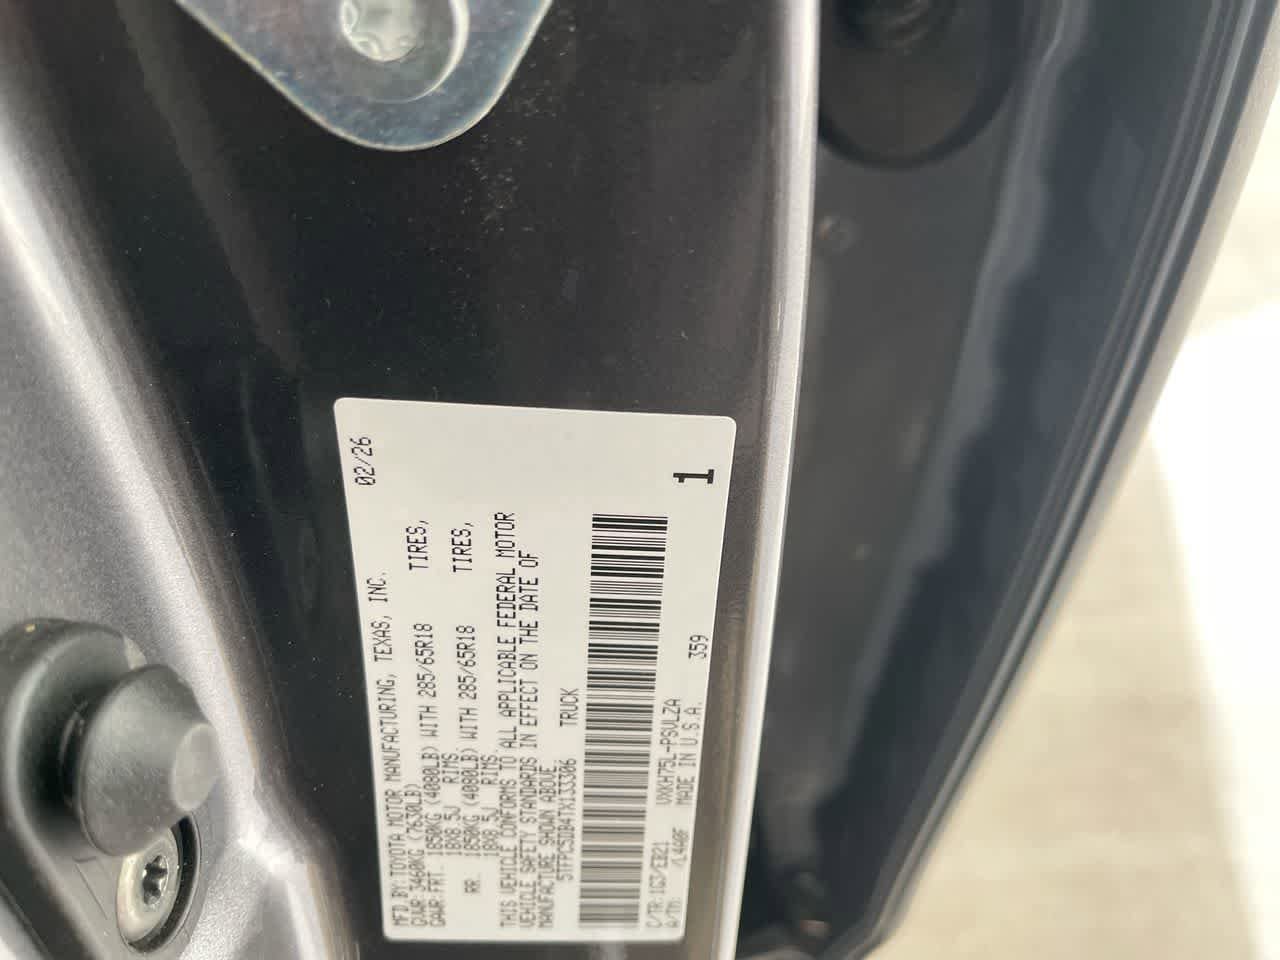 MFD BY: TOYOTA MOTOR MANUFACTURING, TEXAS, INC. 02/26
GVWR: 3460KG (7630LB)
GAWR: FRT. 1850KG (4080LB) WITH 285/65R18 TIRES,
18X8.5J RIMS.
RR. 1850KG (4080LB) WITH 285/65R18 TIRES,
18X8.5J RIMS.
THIS VEHICLE CONFORMS TO ALL APPLICABLE FEDERAL MOTOR
VEHICLE SAFETY STANDARDS IN EFFECT ON THE DATE OF
MANUFACTURE SHOWN ABOVE.
5TFPC5DB4TX133306 TRUCK
C/TR: 1G3/EB21 VXKH75L-PSVLZA 359
A/TM: /L440F MADE IN U.S.A.
1